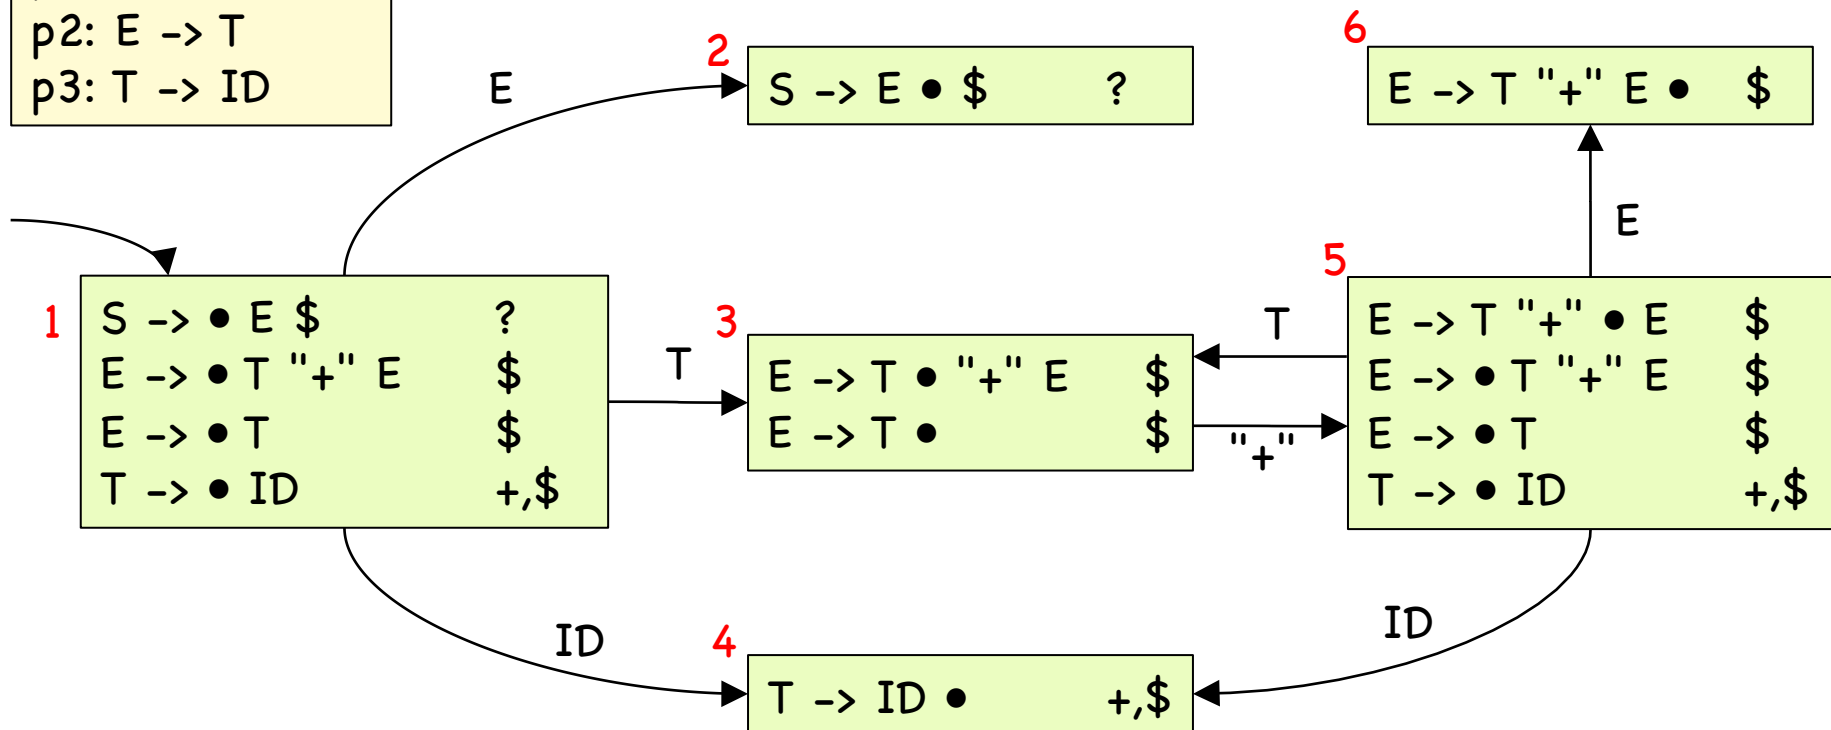 p2: E -> T
p3: T -> ID
E
2
S -> E ● $ ?
6
E -> T "+" E ● $
E
1
S -> ● E $ ?
E -> ● T "+" E $
E -> ● T $
T -> ● ID +,$
T
3
E -> T ● "+" E $
E -> T ● $
T
"+"
5
E -> T "+" ● E $
E -> ● T "+" E $
E -> ● T $
T -> ● ID +,$
ID
4
T -> ID ● +,$
ID